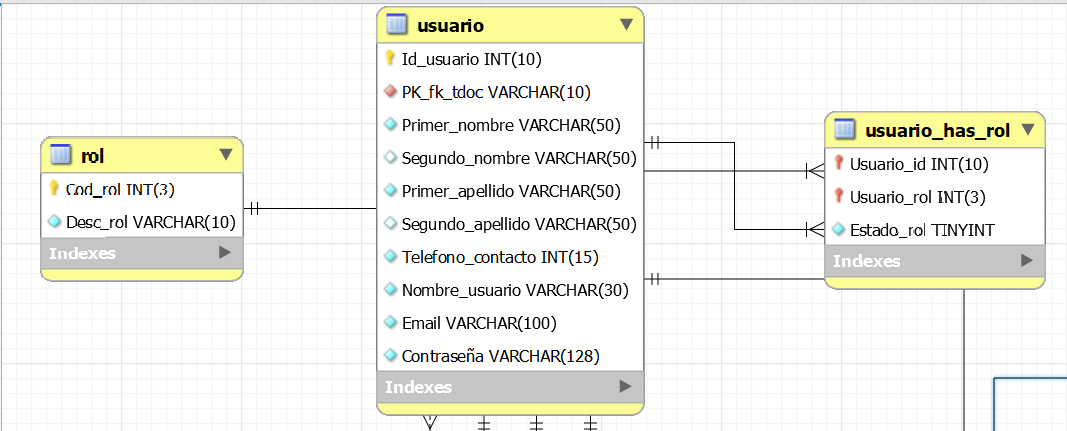 rol
Cod_rol INT(3)
Desc_rol VARCHAR(10)
Indexes
usuario
Id_usuario INT(10)
PK_fk_tdoc VARCHAR(10)
Primer_nombre VARCHAR(50)
Segundo_nombre VARCHAR(50)
Primer_apellido VARCHAR(50)
Segundo_apellido VARCHAR(50)
Telefono_contacto INT(15)
Nombre_usuario VARCHAR(30)
Email VARCHAR(100)
Contraseña VARCHAR(128)
Indexes
usuario_has_rol
Usuario_id INT(10)
Usuario_rol INT(3)
Estado_rol TINYINT
Indexes